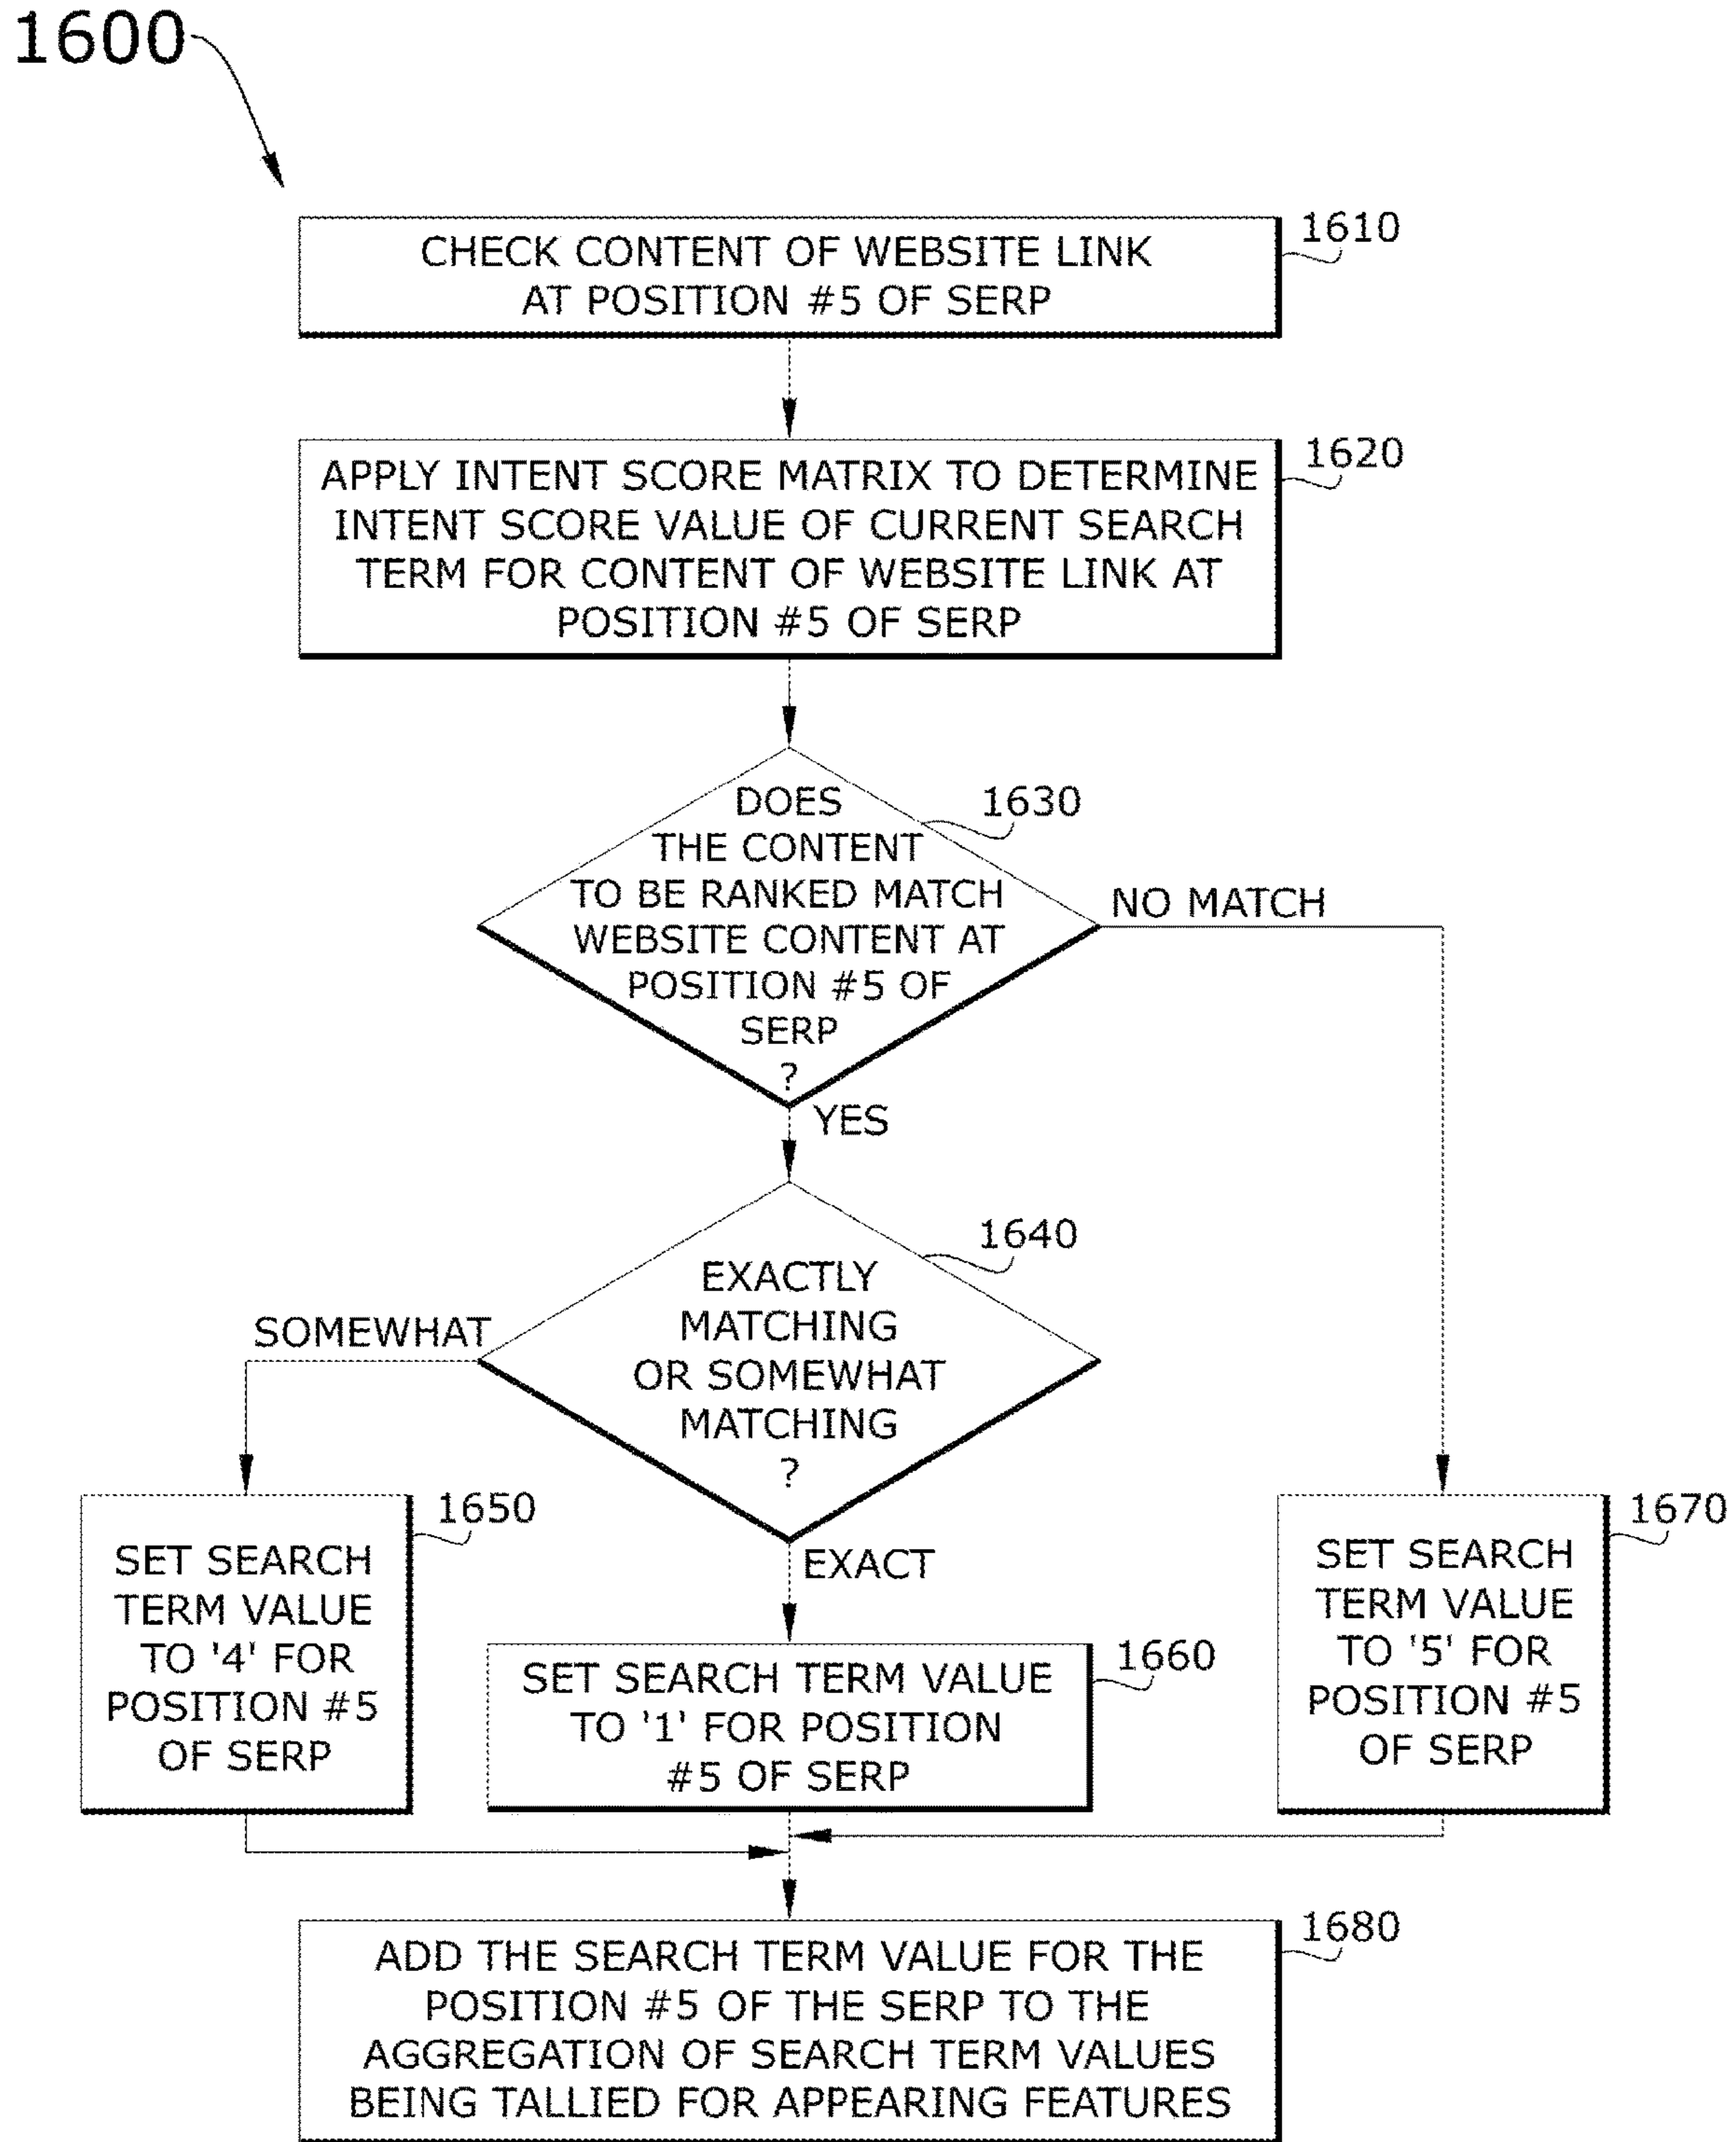 1600
CHECK CONTENT OF WEBSITE LINK
AT POSITION #5 OF SERP
1610
APPLY INTENT SCORE MATRIX TO DETERMINE
INTENT SCORE VALUE OF CURRENT SEARCH
TERM FOR CONTENT OF WEBSITE LINK AT
POSITION #5 OF SERP
1620
DOES
THE CONTENT
TO BE RANKED MATCH
WEBSITE CONTENT AT
POSITION #5 OF
SERP
?
1630
NO MATCH
YES
EXACTLY
MATCHING
OR SOMEWHAT
MATCHING
?
1640
SOMEWHAT
EXACT
SET SEARCH
TERM VALUE
TO '4' FOR
POSITION #5
OF SERP
1650
SET SEARCH TERM VALUE
TO '1' FOR POSITION
#5 OF SERP
1660
SET SEARCH
TERM VALUE
TO '5' FOR
POSITION #5
OF SERP
1670
ADD THE SEARCH TERM VALUE FOR THE
POSITION #5 OF THE SERP TO THE
AGGREGATION OF SEARCH TERM VALUES
BEING TALLIED FOR APPEARING FEATURES
1680